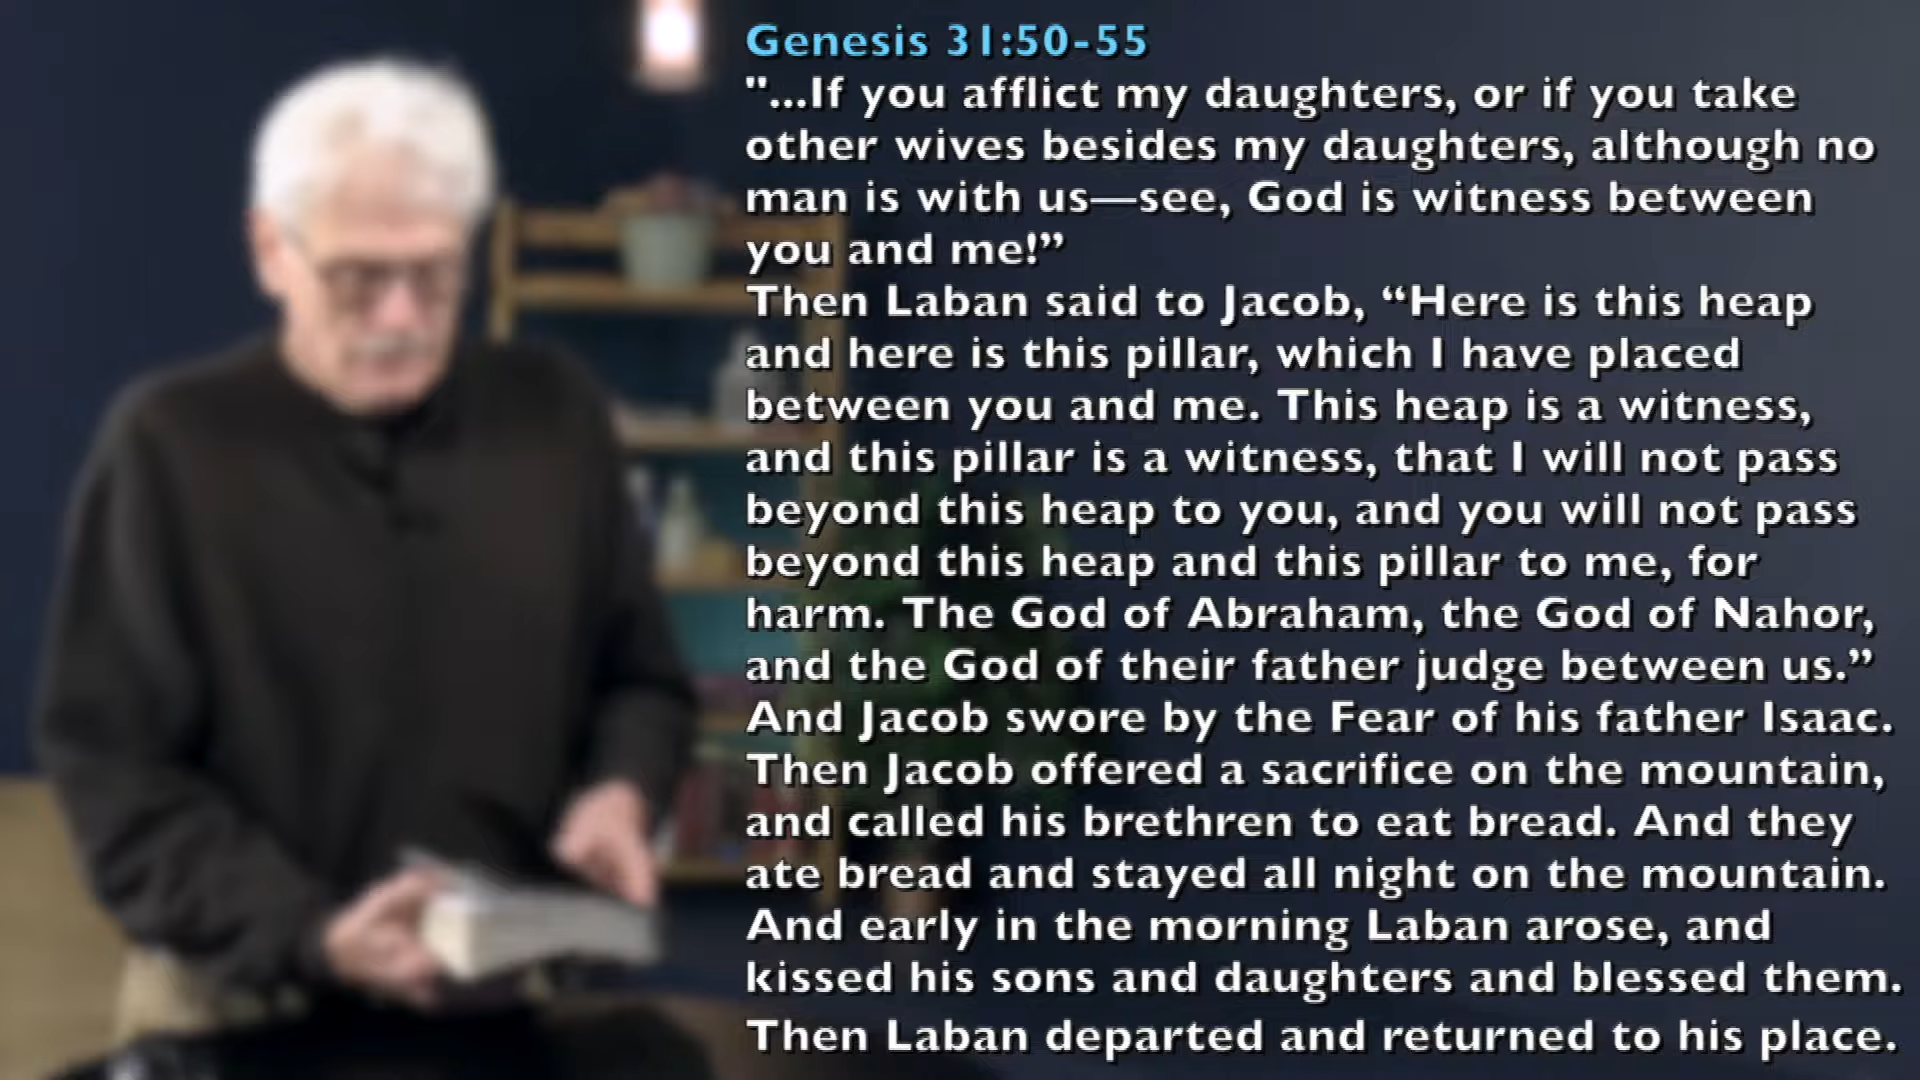 Genesis 31:50-55
"...If you afflict my daughters, or if you take
other wives besides my daughters, although no
man is with us—see, God is witness between
you and me!”
Then Laban said to Jacob, “Here is this heap
and here is this pillar, which I have placed
between you and me. This heap is a witness,
and this pillar is a witness, that I will not pass
beyond this heap to you, and you will not pass
beyond this heap and this pillar to me, for
harm. The God of Abraham, the God of Nahor,
and the God of their father judge between us.”
And Jacob swore by the Fear of his father Isaac.
Then Jacob offered a sacrifice on the mountain,
and called his brethren to eat bread. And they
ate bread and stayed all night on the mountain.
And early in the morning Laban arose, and
kissed his sons and daughters and blessed them.
Then Laban departed and returned to his place.